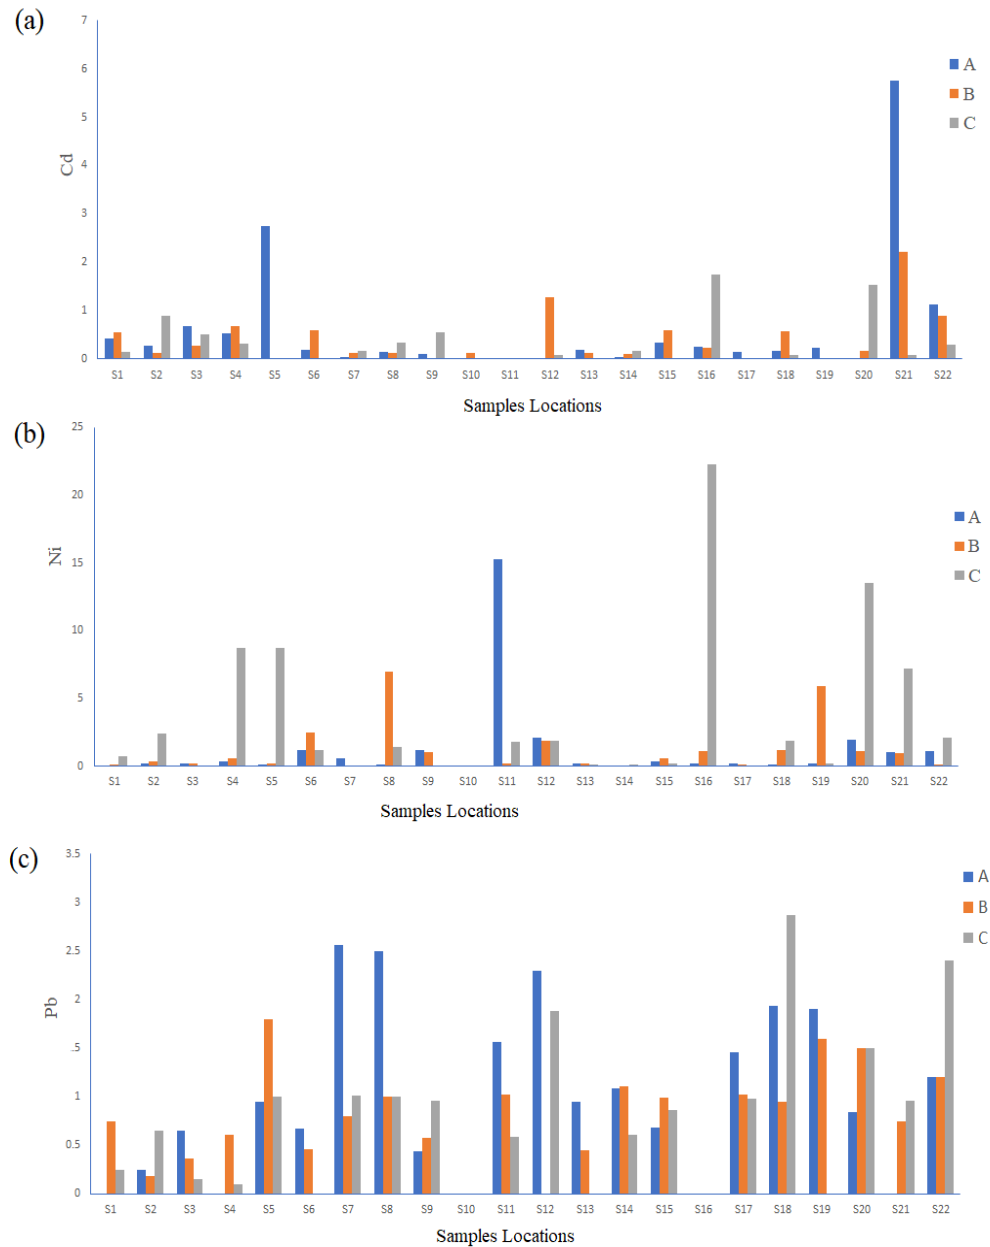 (a)
7
6
5
4
3
2
1
0
Cd
A
B
C
S1 S2 S3 S4 S5 S6 S7 S8 S9 S10 S11 S12 S13 S14 S15 S16 S17 S18 S19 S20 S21 S22
Samples Locations
(b)
25
20
15
10
5
0
Ni
A
B
C
S1 S2 S3 S4 S5 S6 S7 S8 S9 S10 S11 S12 S13 S14 S15 S16 S17 S18 S19 S20 S21 S22
Samples Locations
(c)
3.5
3
2.5
2
.5
1
0.5
0
Pb
A
B
C
S1 S2 S3 S4 S5 S6 S7 S8 S9 S10 S11 S12 S13 S14 S15 S16 S17 S18 S19 S20 S21 S22
Samples Locations